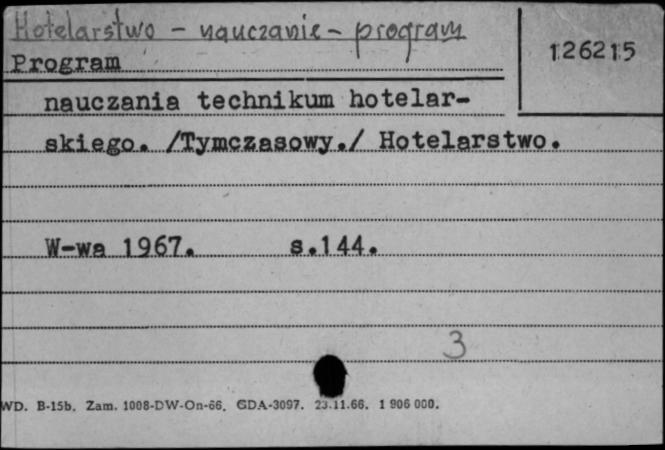 Hotelarstwo - nauczanie - program
126215
Program
nauczania technikum hotelar-
skiego. /Tymczasowy./ Hotelarstwo.
W-wa 1967. s.144.
3
WD. B-15b. Zam. 1008-DW-On-66. GDA-3097. 23.11.66. 1 906 000.